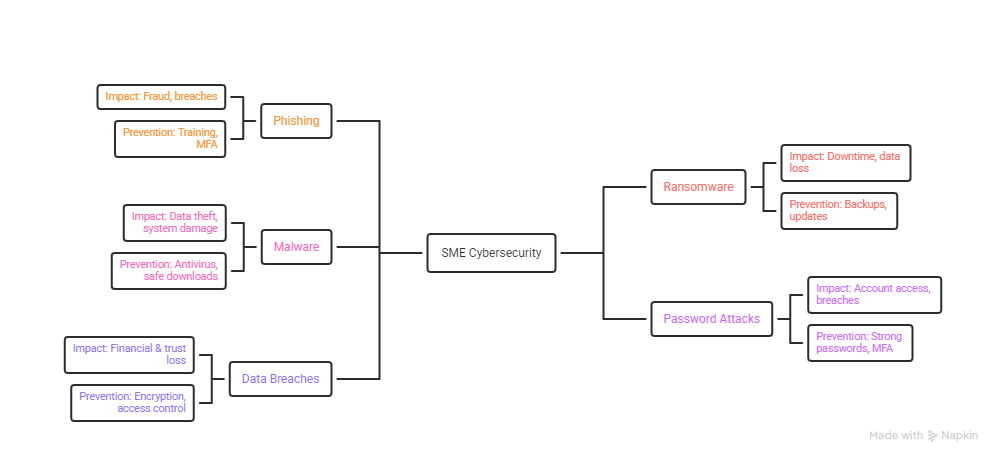 Impact: Fraud, breaches
Phishing
Prevention: Training,
MFA
Impact: Data theft,
system damage
Malware
Prevention: Antivirus,
safe downloads
Impact: Financial & trust
loss
Data Breaches
Prevention: Encryption,
access control
SME Cybersecurity
Ransomware
Impact: Downtime, data
loss
Prevention: Backups,
updates
Password Attacks
Impact: Account access,
breaches
Prevention: Strong
passwords, MFA
Made with Napkin